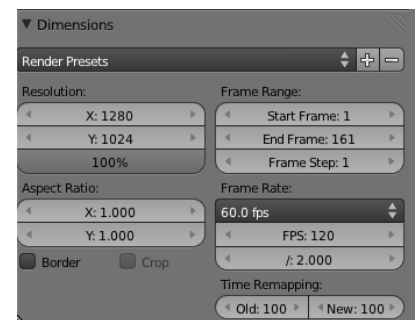 Dimensions
Render Presets
Resolution:
X: 1280
Y: 1024
100%
Aspect Ratio:
X: 1.000
Y: 1.000
Border
Crop
Frame Range:
Start Frame: 1
End Frame: 161
Frame Step: 1
Frame Rate:
60.0 fps
FPS: 120
/: 2.000
Time Remapping:
Old: 100
New: 100